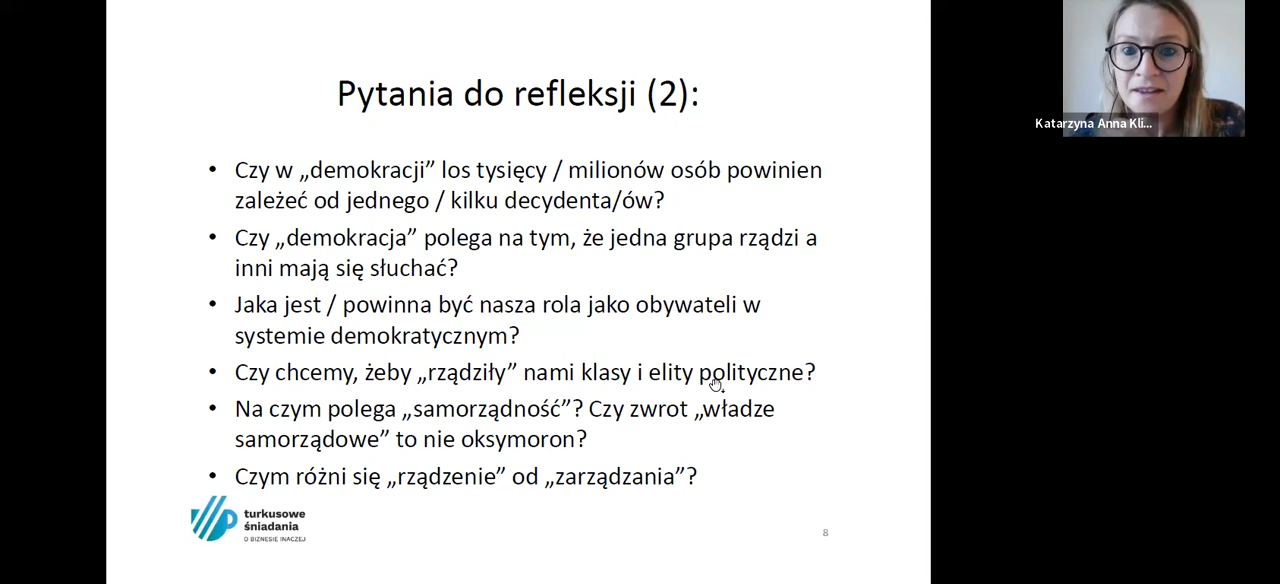 Pytania do refleksji (2):
Katarzyna Anna Kli...
• Czy w „demokracji” los tysięcy / milionów osób powinien
zależeć od jednego / kilku decydenta/ów?
• Czy „demokracja” polega na tym, że jedna grupa rządzi a
inni mają się słuchać?
• Jaka jest / powinna być nasza rola jako obywateli w
systemie demokratycznym?
• Czy chcemy, żeby „rządziły” nami klasy i elity polityczne?
• Na czym polega „samorządność”? Czy zwrot „władze
samorządowe” to nie oksymoron?
• Czym różni się „rządzenie” od „zarządzania”?
turkusowe
śniadania
O BIZNESIE INACZEJ
8